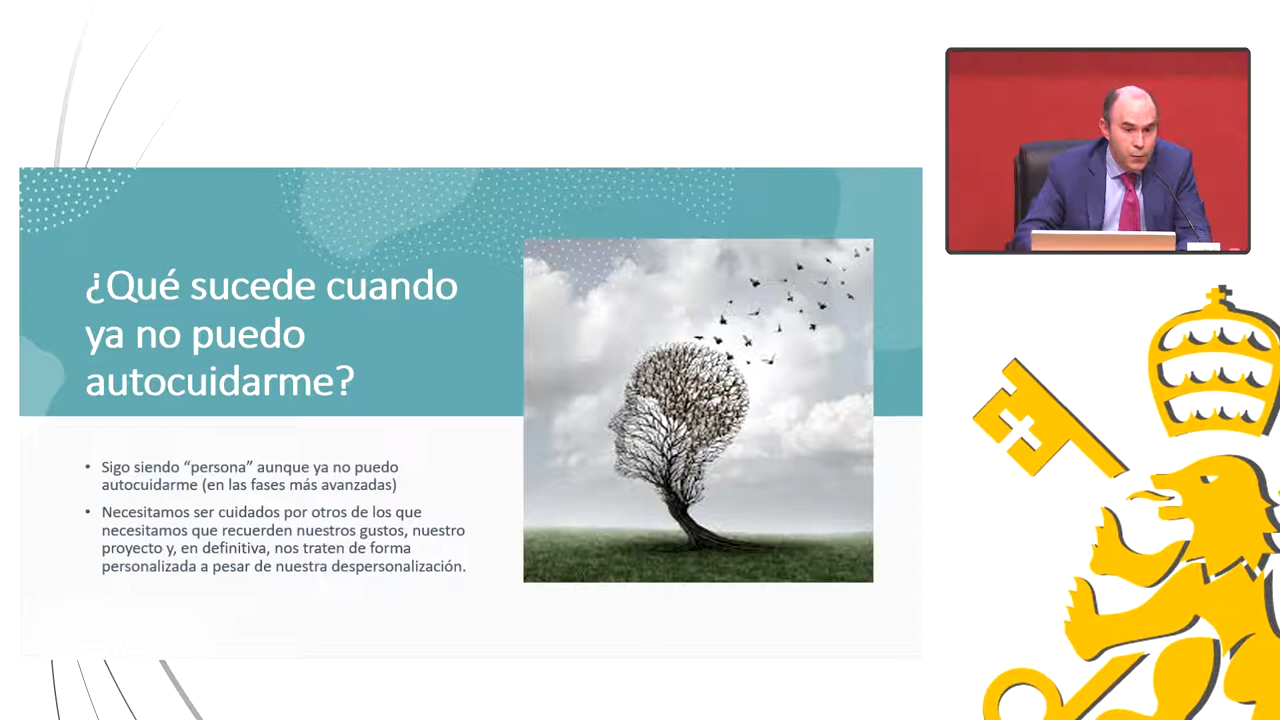 ¿Qué sucede cuando
ya no puedo
autocuidarme?
• Sigo siendo “persona” aunque ya no puedo
autocuidarme (en las fases más avanzadas)
• Necesitamos ser cuidados por otros de los que
necesitamos que recuerden nuestros gustos, nuestro
proyecto y, en definitiva, nos traten de forma
personalizada a pesar de nuestra despersonalización.